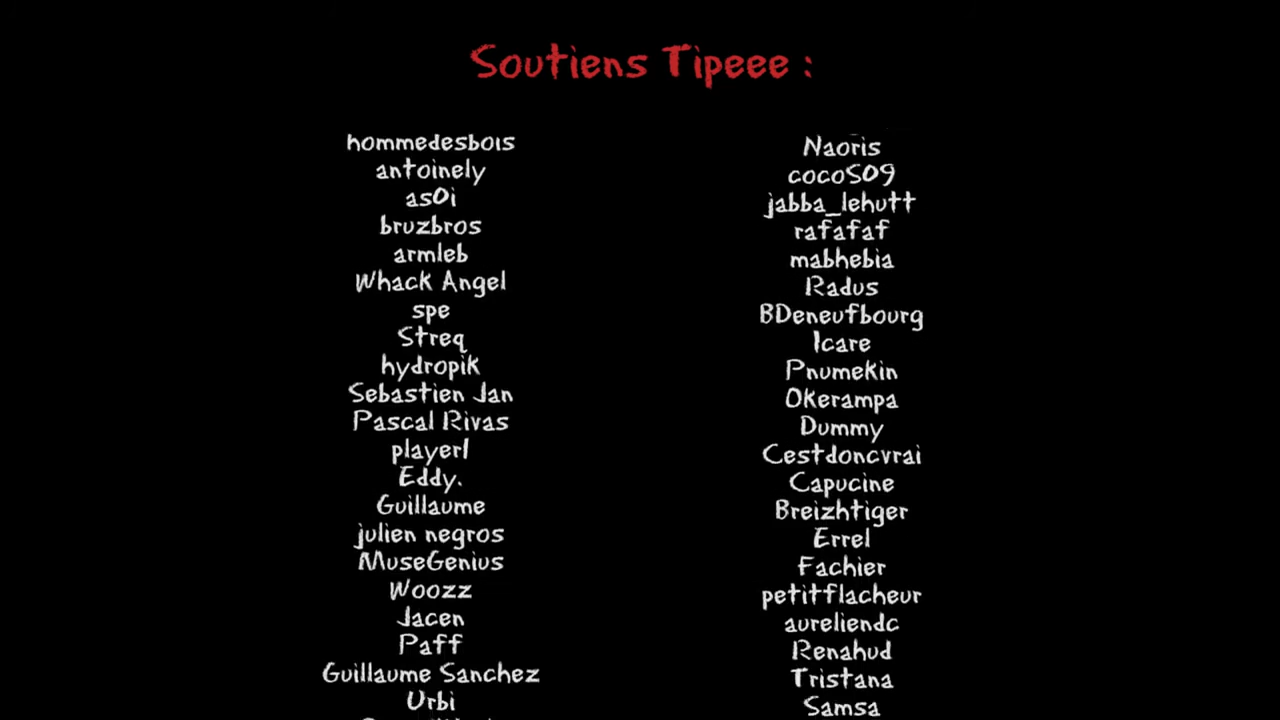 Soutiens Tipeee :
hommedesbois
antoinely
as0i
bruzbros
armleb
Whack Angel
spe
Streq
hydropik
Sebastien Jan
Pascal Rivas
player1
Eddy.
Guillaume
julien negros
MuseGenius
Woozz
Jacen
Paff
Guillaume Sanchez
Urbi
Naoris
cocoS09
jabba_lehutt
rafafaf
mabhebia
Radus
BDeneufbourg
Icare
Pnumekin
Okerampa
Dummy
Cestdoncvrai
Capucine
Breizhtiger
Errel
Fachier
petitflacheur
aureliendc
Renahud
Tristana
Samsa